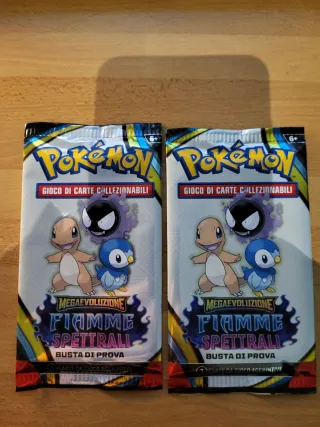 6+
POKÉMON
GIOCO DI CARTE COLLEZIONABILI
MEGAEVOLUZIONE
FIAMME
SPETTRALI
BUSTA DI PROVA
6+
POKÉMON
GIOCO DI CARTE COLLEZIONABILI
MEGAEVOLUZIONE
FIAMME
SPETTRALI
BUSTA DI PROVA